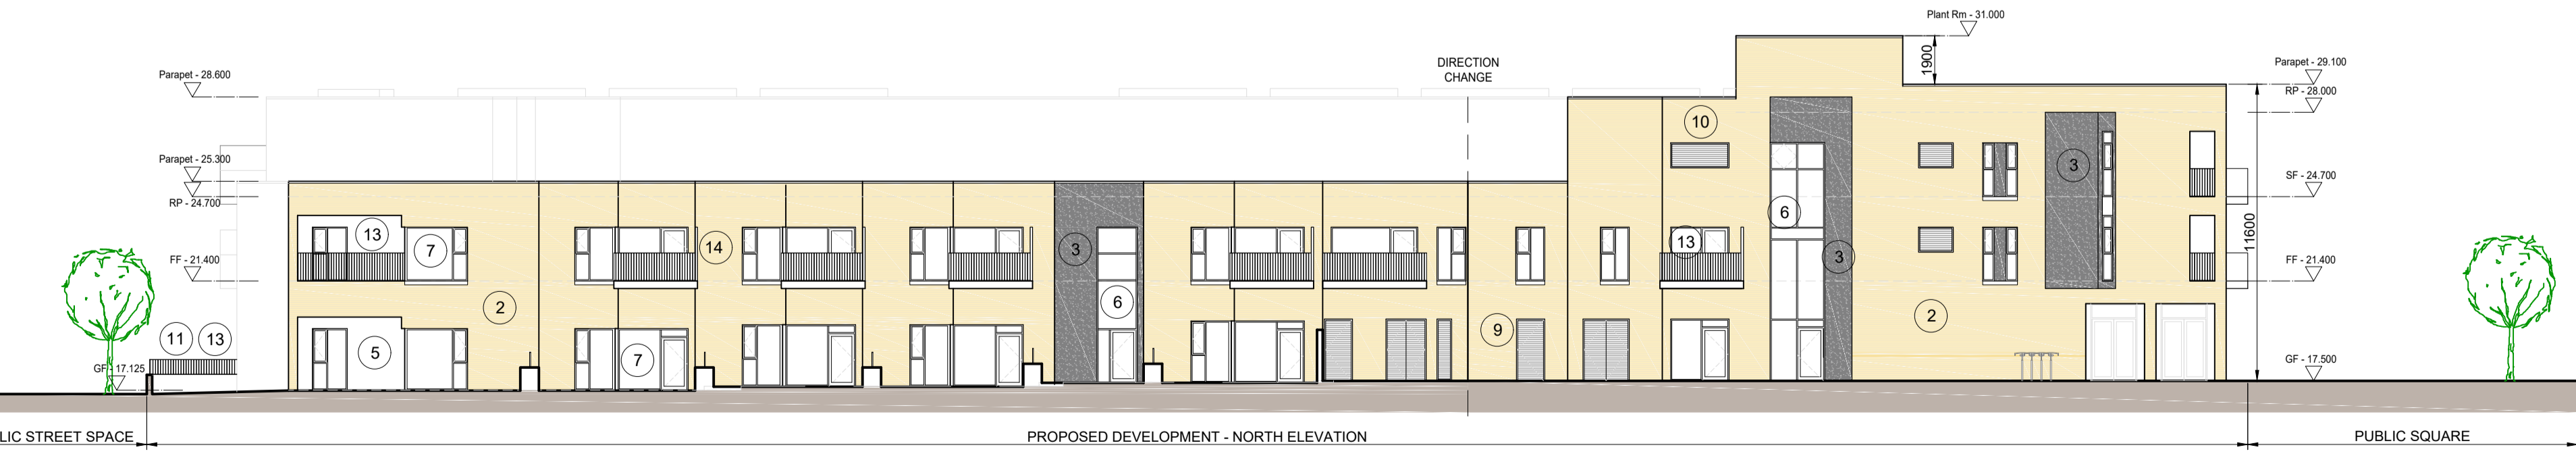 Plant Rm - 31.000
DIRECTION
CHANGE
1900
Parapet - 28.600
Parapet - 29.100
RP - 28.000
10
Parapet - 25.300
3
SF - 24.700
RP - 24.700
6
13
7
14
3
13
3
11600
FF - 21.400
FF - 21.400
2
6
2
9
11
13
5
7
GF - 17.125
GF - 17.500
LIC STREET SPACE
PROPOSED DEVELOPMENT - NORTH ELEVATION
PUBLIC SQUARE